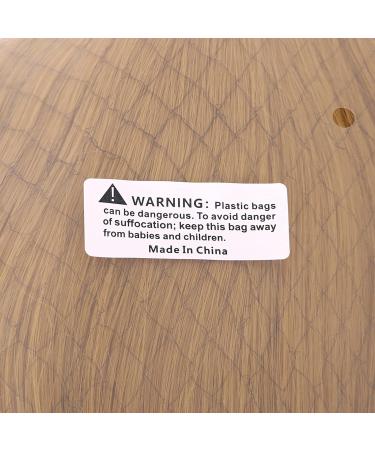 WARNING: Plastic bags
can be dangerous. To avoid danger
of suffocation; keep this bag away
from babies and children.
Made In China